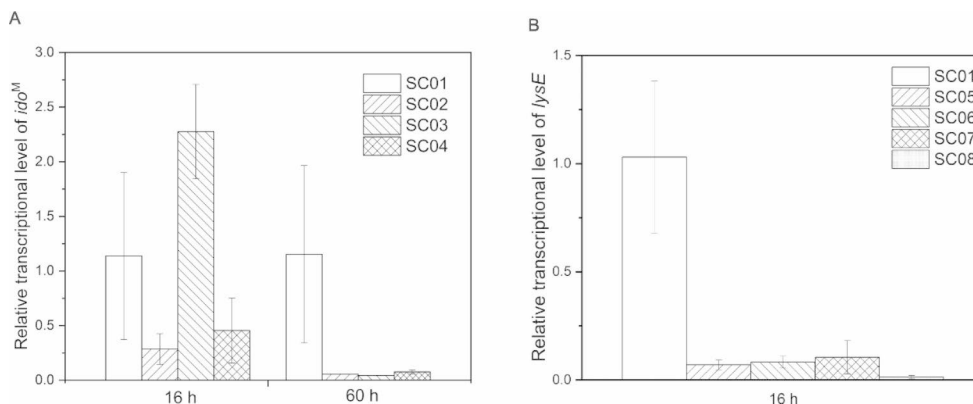 A
Relative transcriptional level of ido^M
3.0
2.5
2.0
1.5
1.0
0.5
0.0
SC01
SC02
SC03
SC04
16 h
60 h
B
Relative transcriptional level of lysE
1.5
1.0
0.5
0.0
SC01
SC05
SC06
SC07
SC08
16 h